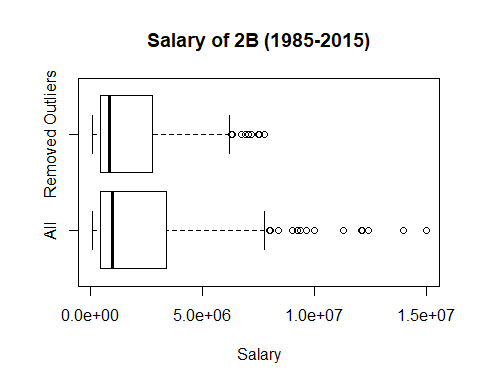 Salary of 2B (1985-2015)
Removed Outliers
All
0.0e+00 5.0e+06 1.0e+07 1.5e+07
Salary